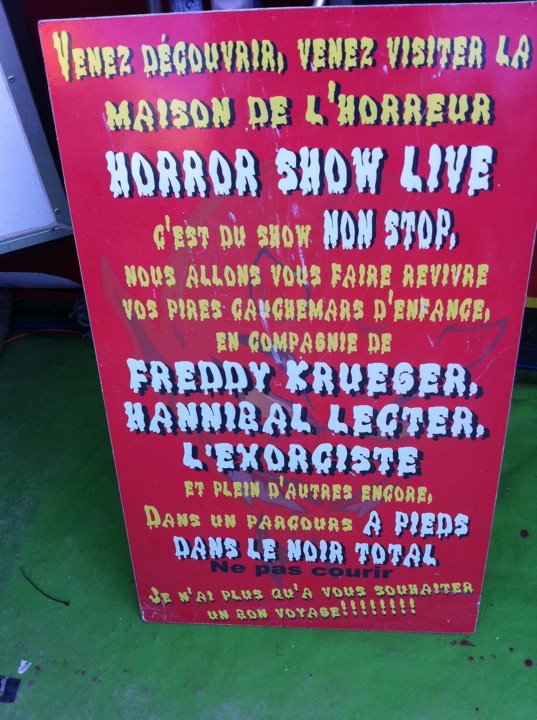 Venez découvrir, venez visiter la
maison de l'horreur
HORROR SHOW LIVE
c'est du show NON STOP.
nous allons vous faire revivre
vos pires cauchemars d'enfance,
en compagnie de
FREDDY KRUEGER,
HANNIBAL LECTER,
L'EXORCISTE
et plein d'autres encore,
Dans un parcours A PIEDS
DANS LE NOIR TOTAL
Ne pas courir
Je n'ai plus qu'a vous souhaiter
un bon voyage!!!!!!!!